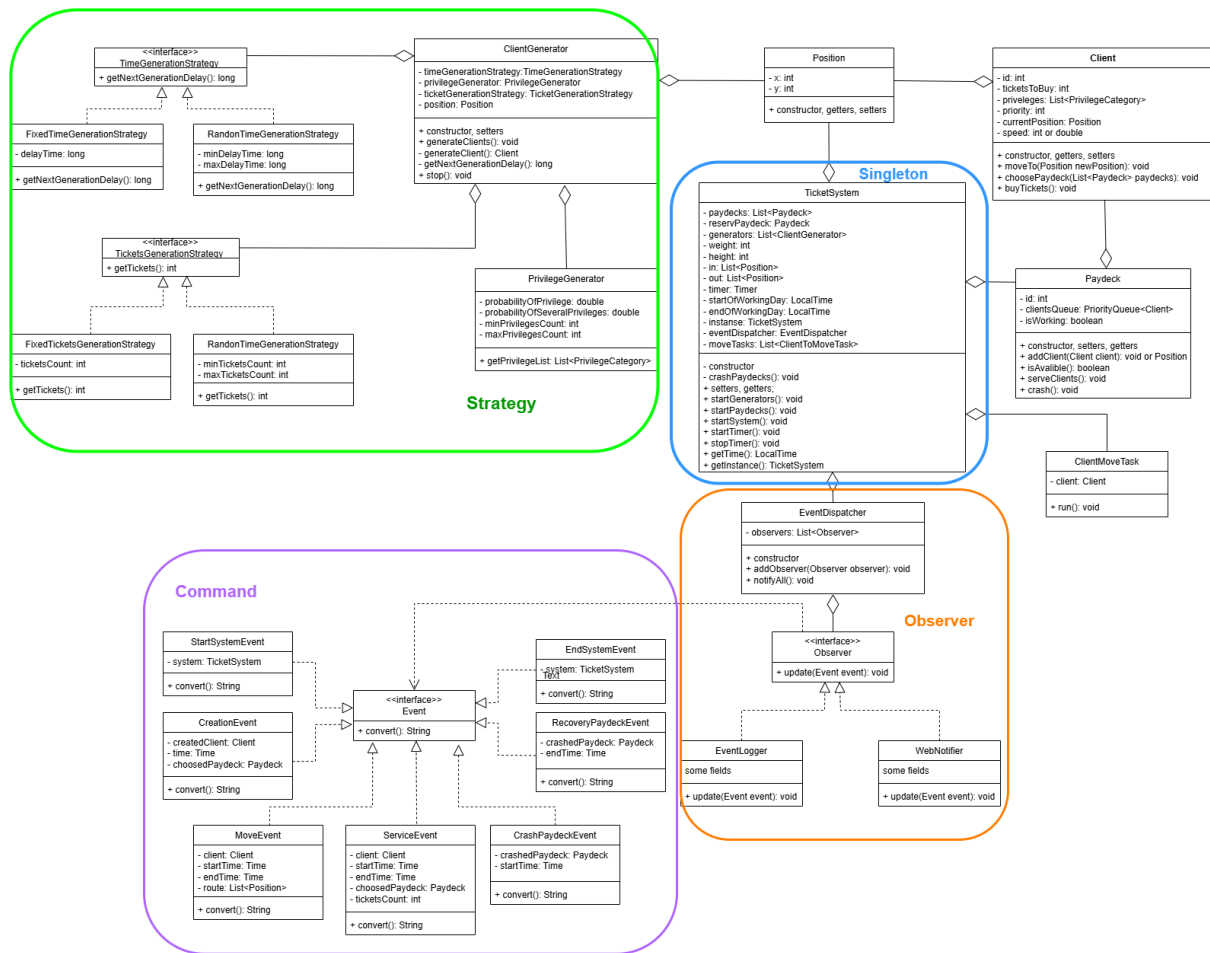 <<interface>>
TimeGenerationStrategy
+ getNextGenerationDelay(): long
FixedTimeGenerationStrategy
- delayTime: long
+ getNextGenerationDelay(): long
RandonTimeGenerationStrategy
- minDelayTime: long
- maxDelayTime: long
+ getNextGenerationDelay(): long
ClientGenerator
- timeGenerationStrategy:TimeGenerationStrategy
- privilegeGenerator: PrivilegeGenerator
- ticketGenerationStrategy: TicketGenerationStrategy
- position: Position
+ constructor, setters
+ generateClients(): void
- generateClient(): Client
- getNextGenerationDelay(): long
+ stop(): void
<<interface>>
TicketsGenerationStrategy
+ getTickets(): int
FixedTicketsGenerationStrategy
- ticketsCount: int
+ getTickets(): int
RandonTimeGenerationStrategy
- minTicketsCount: int
- maxTicketsCount: int
+ getTickets(): int
PrivilegeGenerator
- probabilityOfPrivilege: double
- probabilityOfSeveralPrivileges: double
- minPrivilegesCount: int
- maxPrivilegesCount: int
+ getPrivilegeList: List<PrivilegeCategory>
Strategy
Position
- x: int
- y: int
+ constructor, getters, setters
Client
- id: int
- ticketsToBuy: int
- priveleges: List<PrivilegeCategory>
- priority: int
- currentPosition: Position
- speed: int or double
+ constructor, getters, setters
+ moveTo(Position newPosition): void
+ choosePaydeck(List<Paydeck> paydecks): void
+ buyTickets(): void
Singleton
TicketSystem
- paydecks: List<Paydeck>
- reservPaydeck: Paydeck
- generators: List<ClientGenerator>
- weight: int
- height: int
- in: List<Position>
- out: List<Position>
- timer: Timer
- startOfWorkingDay: LocalTime
- endOfWorkingDay: LocalTime
- instanse: TicketSystem
- eventDispatcher: EventDispatcher
- moveTasks: List<ClientToMoveTask>
- constructor
- crashPaydecks(): void
+ setters, getters;
+ startGenerators(): void
+ startPaydecks(): void
+ startSystem(): void
+ startTimer(): void
+ stopTimer(): void
+ getTime(): LocalTime
+ getInstance(): TicketSystem
Paydeck
- id: int
- clientsQueue: PriorityQueue<Client>
- isWorking: boolean
+ constructor, setters, getters
+ addClient(Client client): void or Position
+ isAvalible(): boolean
+ serveClients(): void
+ crash(): void
ClientMoveTask
- client: Client
+ run(): void
EventDispatcher
- observers: List<Observer>
+ constructor
+ addObserver(Observer observer): void
+ notifyAll(): void
Observer
<<interface>>
Observer
+ update(Event event): void
EventLogger
some fields
+ update(Event event): void
WebNotifier
some fields
+ update(Event event): void
Command
StartSystemEvent
- system: TicketSystem
+ convert(): String
CreationEvent
- createdClient: Client
- time: Time
- choosedPaydeck: Paydeck
+ convert(): String
<<interface>>
Event
+ convert(): String
EndSystemEvent
- system: TicketSystem
Text
+ convert(): String
RecoveryPaydeckEvent
- crashedPaydeck: Paydeck
- endTime: Time
+ convert(): String
MoveEvent
- client: Client
- startTime: Time
- endTime: Time
- route: List<Position>
+ convert(): String
ServiceEvent
- client: Client
- startTime: Time
- endTime: Time
- choosedPaydeck: Paydeck
- ticketsCount: int
+ convert(): String
CrashPaydeckEvent
- crashedPaydeck: Paydeck
- startTime: Time
+ convert(): String